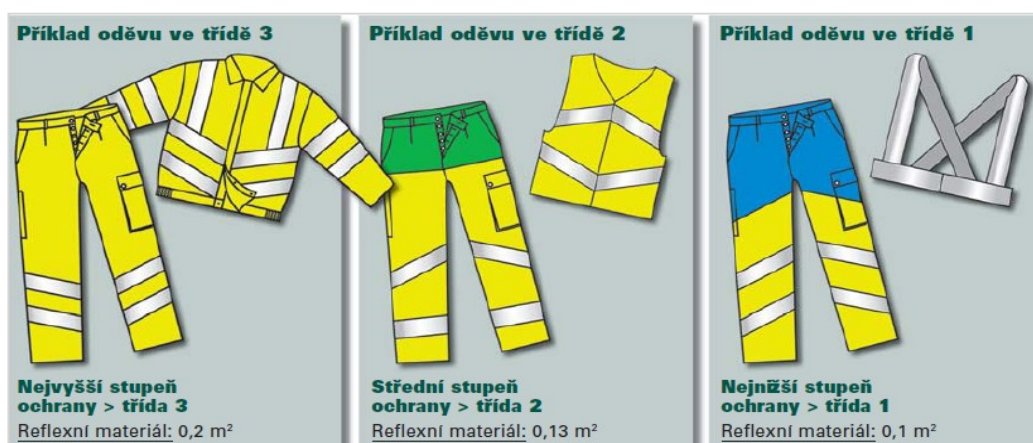 Příklad oděvu ve třídě 3
Nejvyšší stupeň
ochrany > třída 3
Reflexní materiál: 0,2 m²
Příklad oděvu ve třídě 2
Střední stupeň
ochrany > třída 2
Reflexní materiál: 0,13 m²
Příklad oděvu ve třídě 1
Nejnižší stupeň
ochrany > třída 1
Reflexní materiál: 0,1 m²